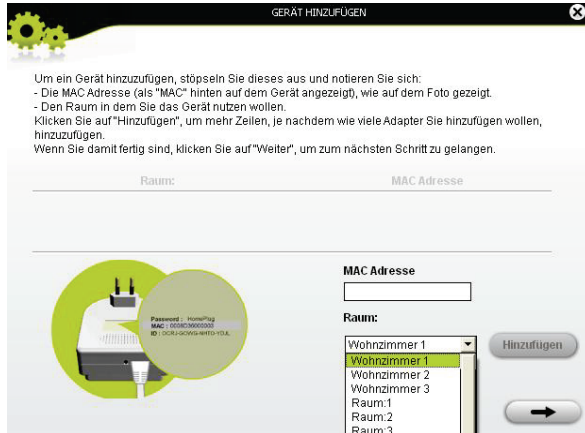 GERÄT HINZUFÜGEN
Um ein Gerät hinzuzufügen, stöpseln Sie dieses aus und notieren Sie sich:
- Die MAC Adresse (als "MAC" hinten auf dem Gerät angezeigt), wie auf dem Foto gezeigt.
- Den Raum in dem Sie das Gerät nutzen wollen.
Klicken Sie auf "Hinzufügen", um mehr Zeilen, je nachdem wie viele Adapter Sie hinzufügen wollen,
hinzuzufügen.
Wenn Sie damit fertig sind, klicken Sie auf "Weiter", um zum nächsten Schritt zu gelangen.
Raum: MAC Adresse
MAC Adresse
Password : HomePlug
MAC :
ID :
Raum:
Wohnzimmer 1 Hinzufügen
Wohnzimmer 1
Wohnzimmer 2
Wohnzimmer 3
Raum:1
Raum:2
Raum:3